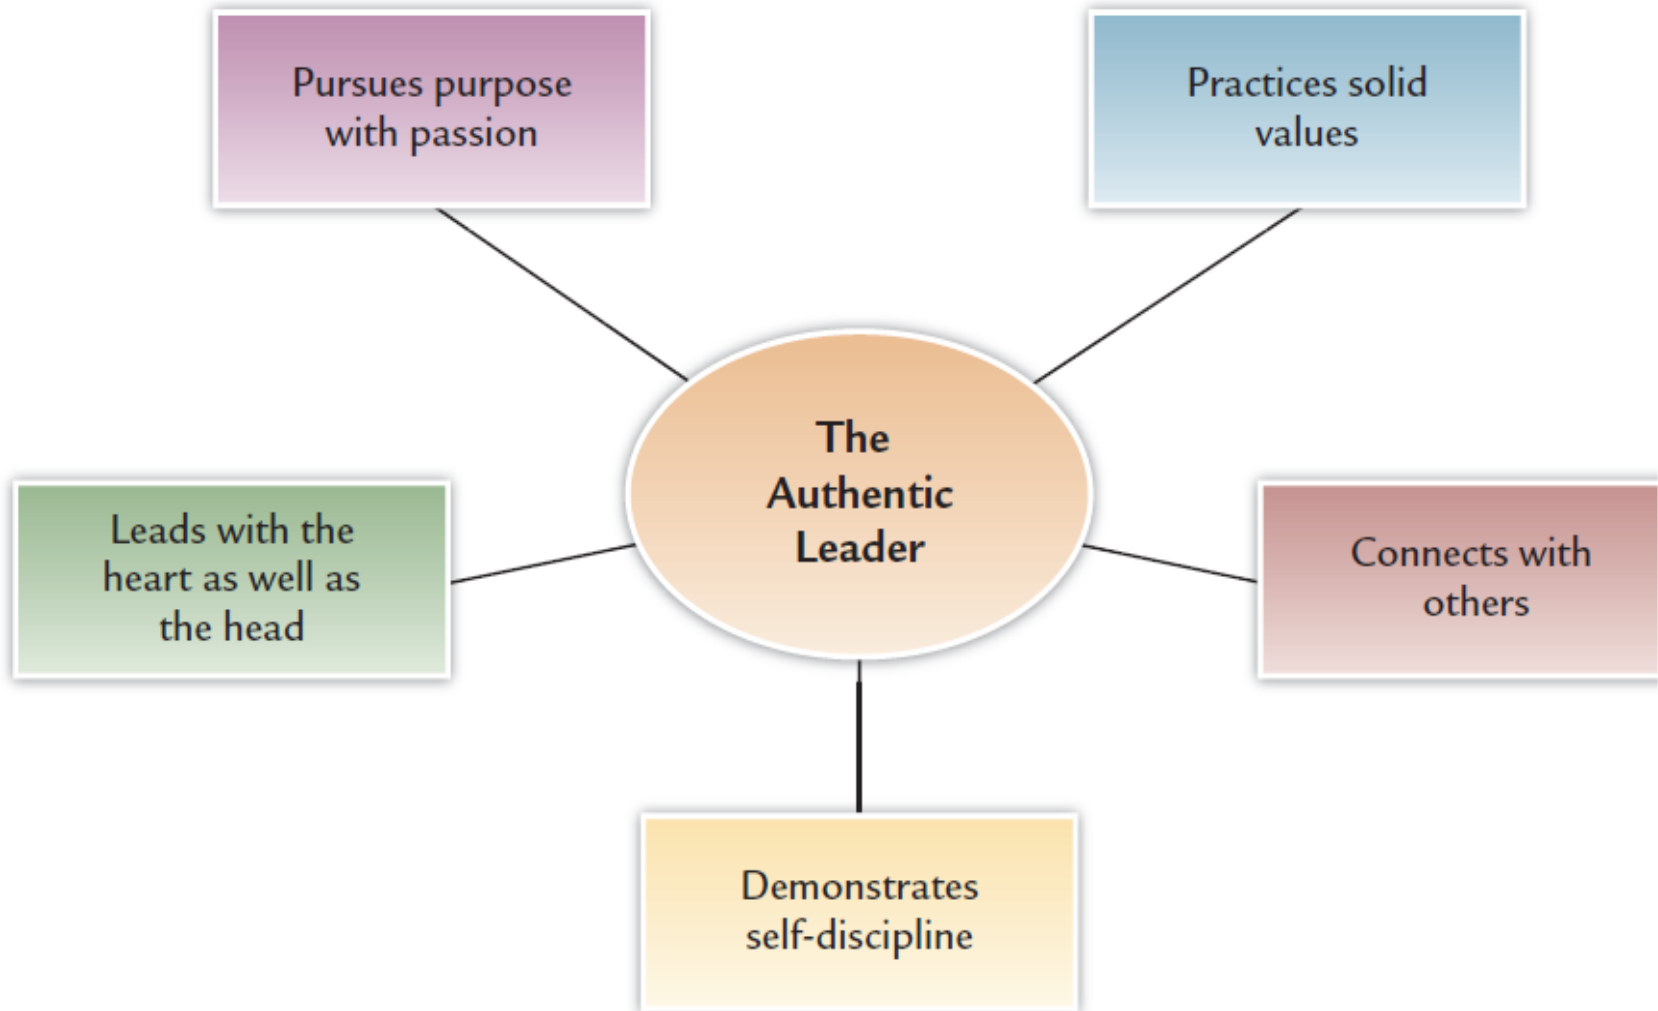 Pursues purpose
with passion
Practices solid
values
The
Authentic
Leader
Leads with the
heart as well as
the head
Connects with
others
Demonstrates
self-discipline